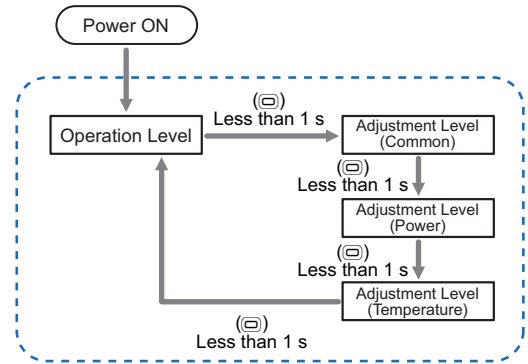 Power ON
Operation Level
()
Less than 1 s
Adjustment Level
(Common)
()
Less than 1 s
Adjustment Level
(Power)
()
Less than 1 s
Adjustment Level
(Temperature)
()
Less than 1 s